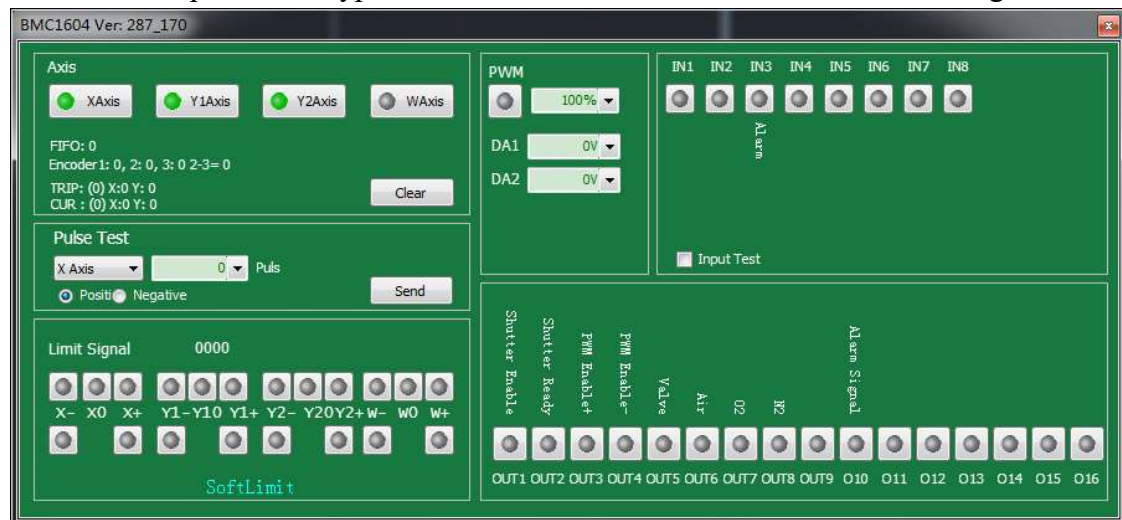 BMC1604 Ver: 287_170
Axis
XAxis
Y1Axis
Y2Axis
WAxis
FIFO: 0
Encoder1: 0, 2: 0, 3: 0 2-3= 0
TRIP: (0) X:0 Y: 0
CUR : (0) X:0 Y: 0
Clear
Pulse Test
X Axis
0
Puls
Positi
Negative
Send
Limit Signal 0000
X- X0 X+ Y1- Y10 Y1+ Y2- Y20 Y2+ W- W0 W+
SoftLimit
PWM
100%
DA1 0V
DA2 0V
IN1 IN2 IN3 IN4 IN5 IN6 IN7 IN8
Alarm
Input Test
Shutter Enable
Shutter Ready
PWM Enable+
PWM Enable-
Valve
Air
O2
N2
Alarm Signal
OUT1 OUT2 OUT3 OUT4 OUT5 OUT6 OUT7 OUT8 OUT9 O10 O11 O12 O13 O14 O15 O16